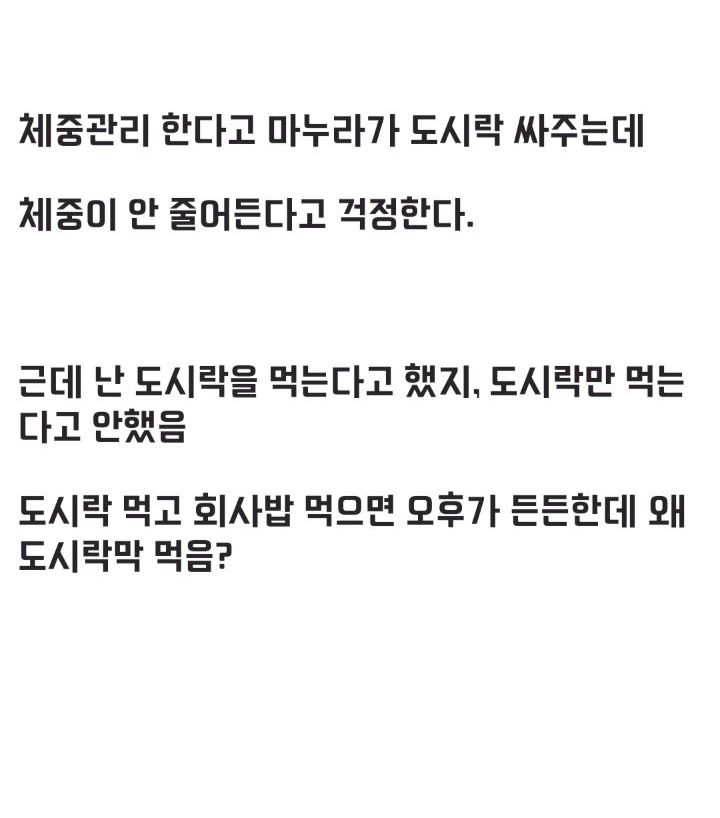 체중관리 한다고 마누라가 도시락 싸주는데
체중이 안 줄어든다고 걱정한다.
근데 난 도시락을 먹는다고 했지, 도시락만 먹는
다고 안했음
도시락 먹고 회사밥 먹으면 오후가 든든한데 왜
도시락막 먹음?